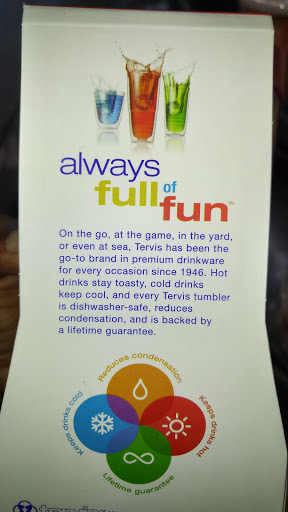 always
full of
fun™
On the go, at the game, in the yard,
or even at sea, Tervis has been the
go-to brand in premium drinkware
for every occasion since 1946. Hot
drinks stay toasty, cold drinks
keep cool, and every Tervis tumbler
is dishwasher-safe, reduces
condensation, and is backed by
a lifetime guarantee.
Reduces condensation
Keeps drinks cold
Keeps drinks hot
Lifetime guarantee